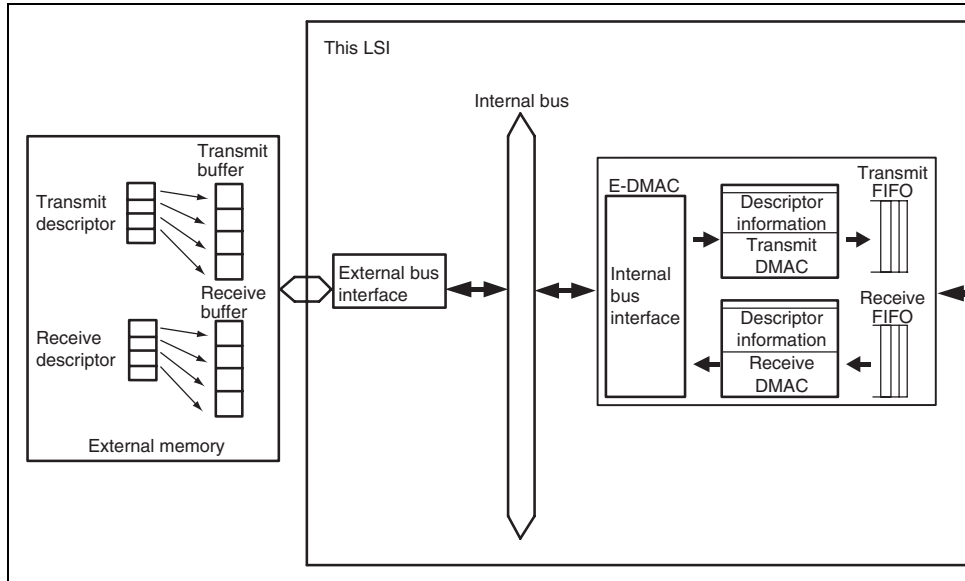 This LSI
Internal bus
Transmit
buffer
Transmit
descriptor
Receive
buffer
Receive
descriptor
External memory
External bus
interface
E-DMAC
Internal
bus
interface
Descriptor
information
Transmit
DMAC
Transmit
FIFO
Descriptor
information
Receive
DMAC
Receive
FIFO